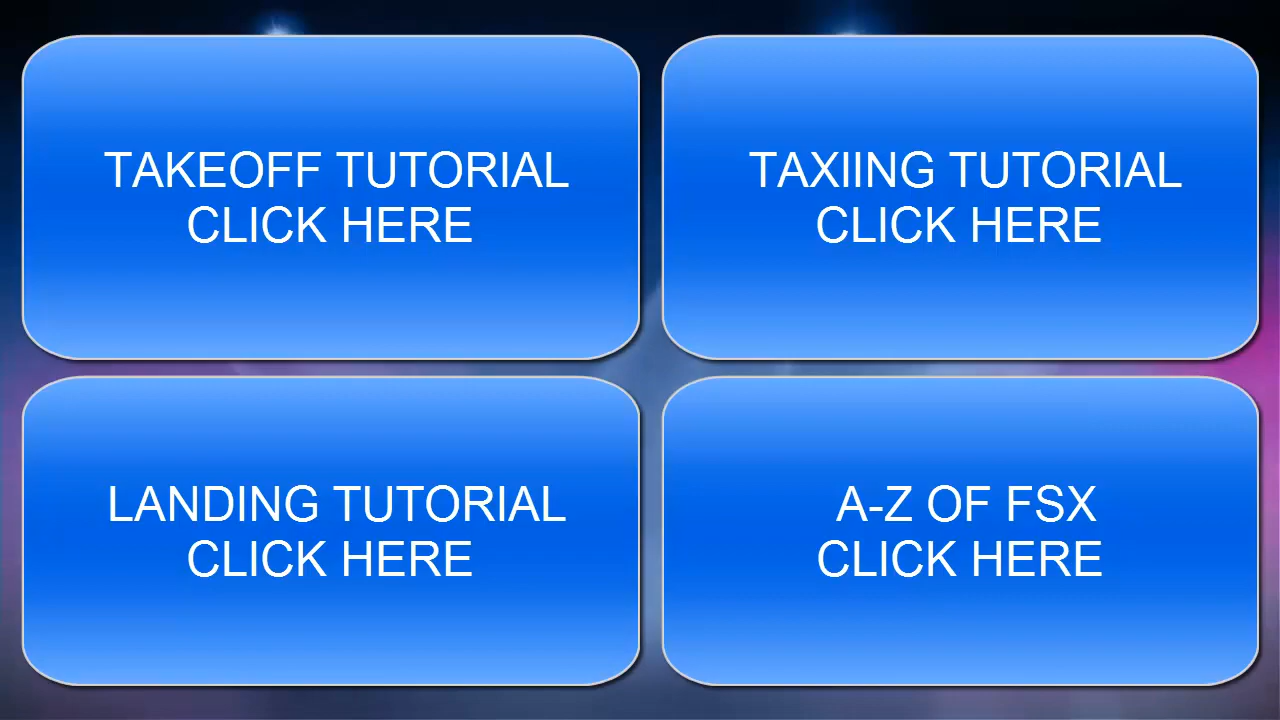 TAKEOFF TUTORIAL
CLICK HERE
TAXIING TUTORIAL
CLICK HERE
LANDING TUTORIAL
CLICK HERE
A-Z OF FSX
CLICK HERE